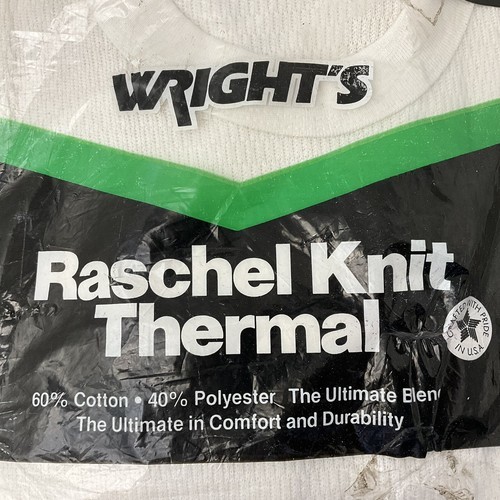 WRIGHT'S
Raschel Knit
Thermal
CRAFTED WITH PRIDE
IN U.S.A.
60% Cotton • 40% Polyester The Ultimate Blend
The Ultimate in Comfort and Durability